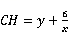 CH = y + 6/x